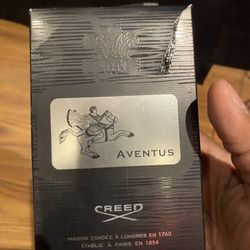 AVENTUS
CREED
MAISON FONDÉE À LONDRES EN 1760
ÉTABLIE À PARIS EN 1854